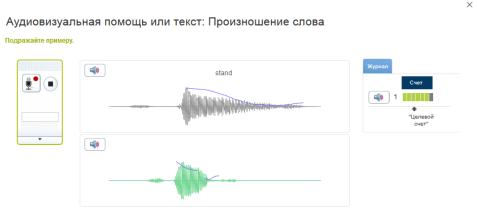 Аудиовизуальная помощь или текст: Произношение слова
Подражайте примеру.
stand
Журнал
Счет
1
"Целевой
счет"